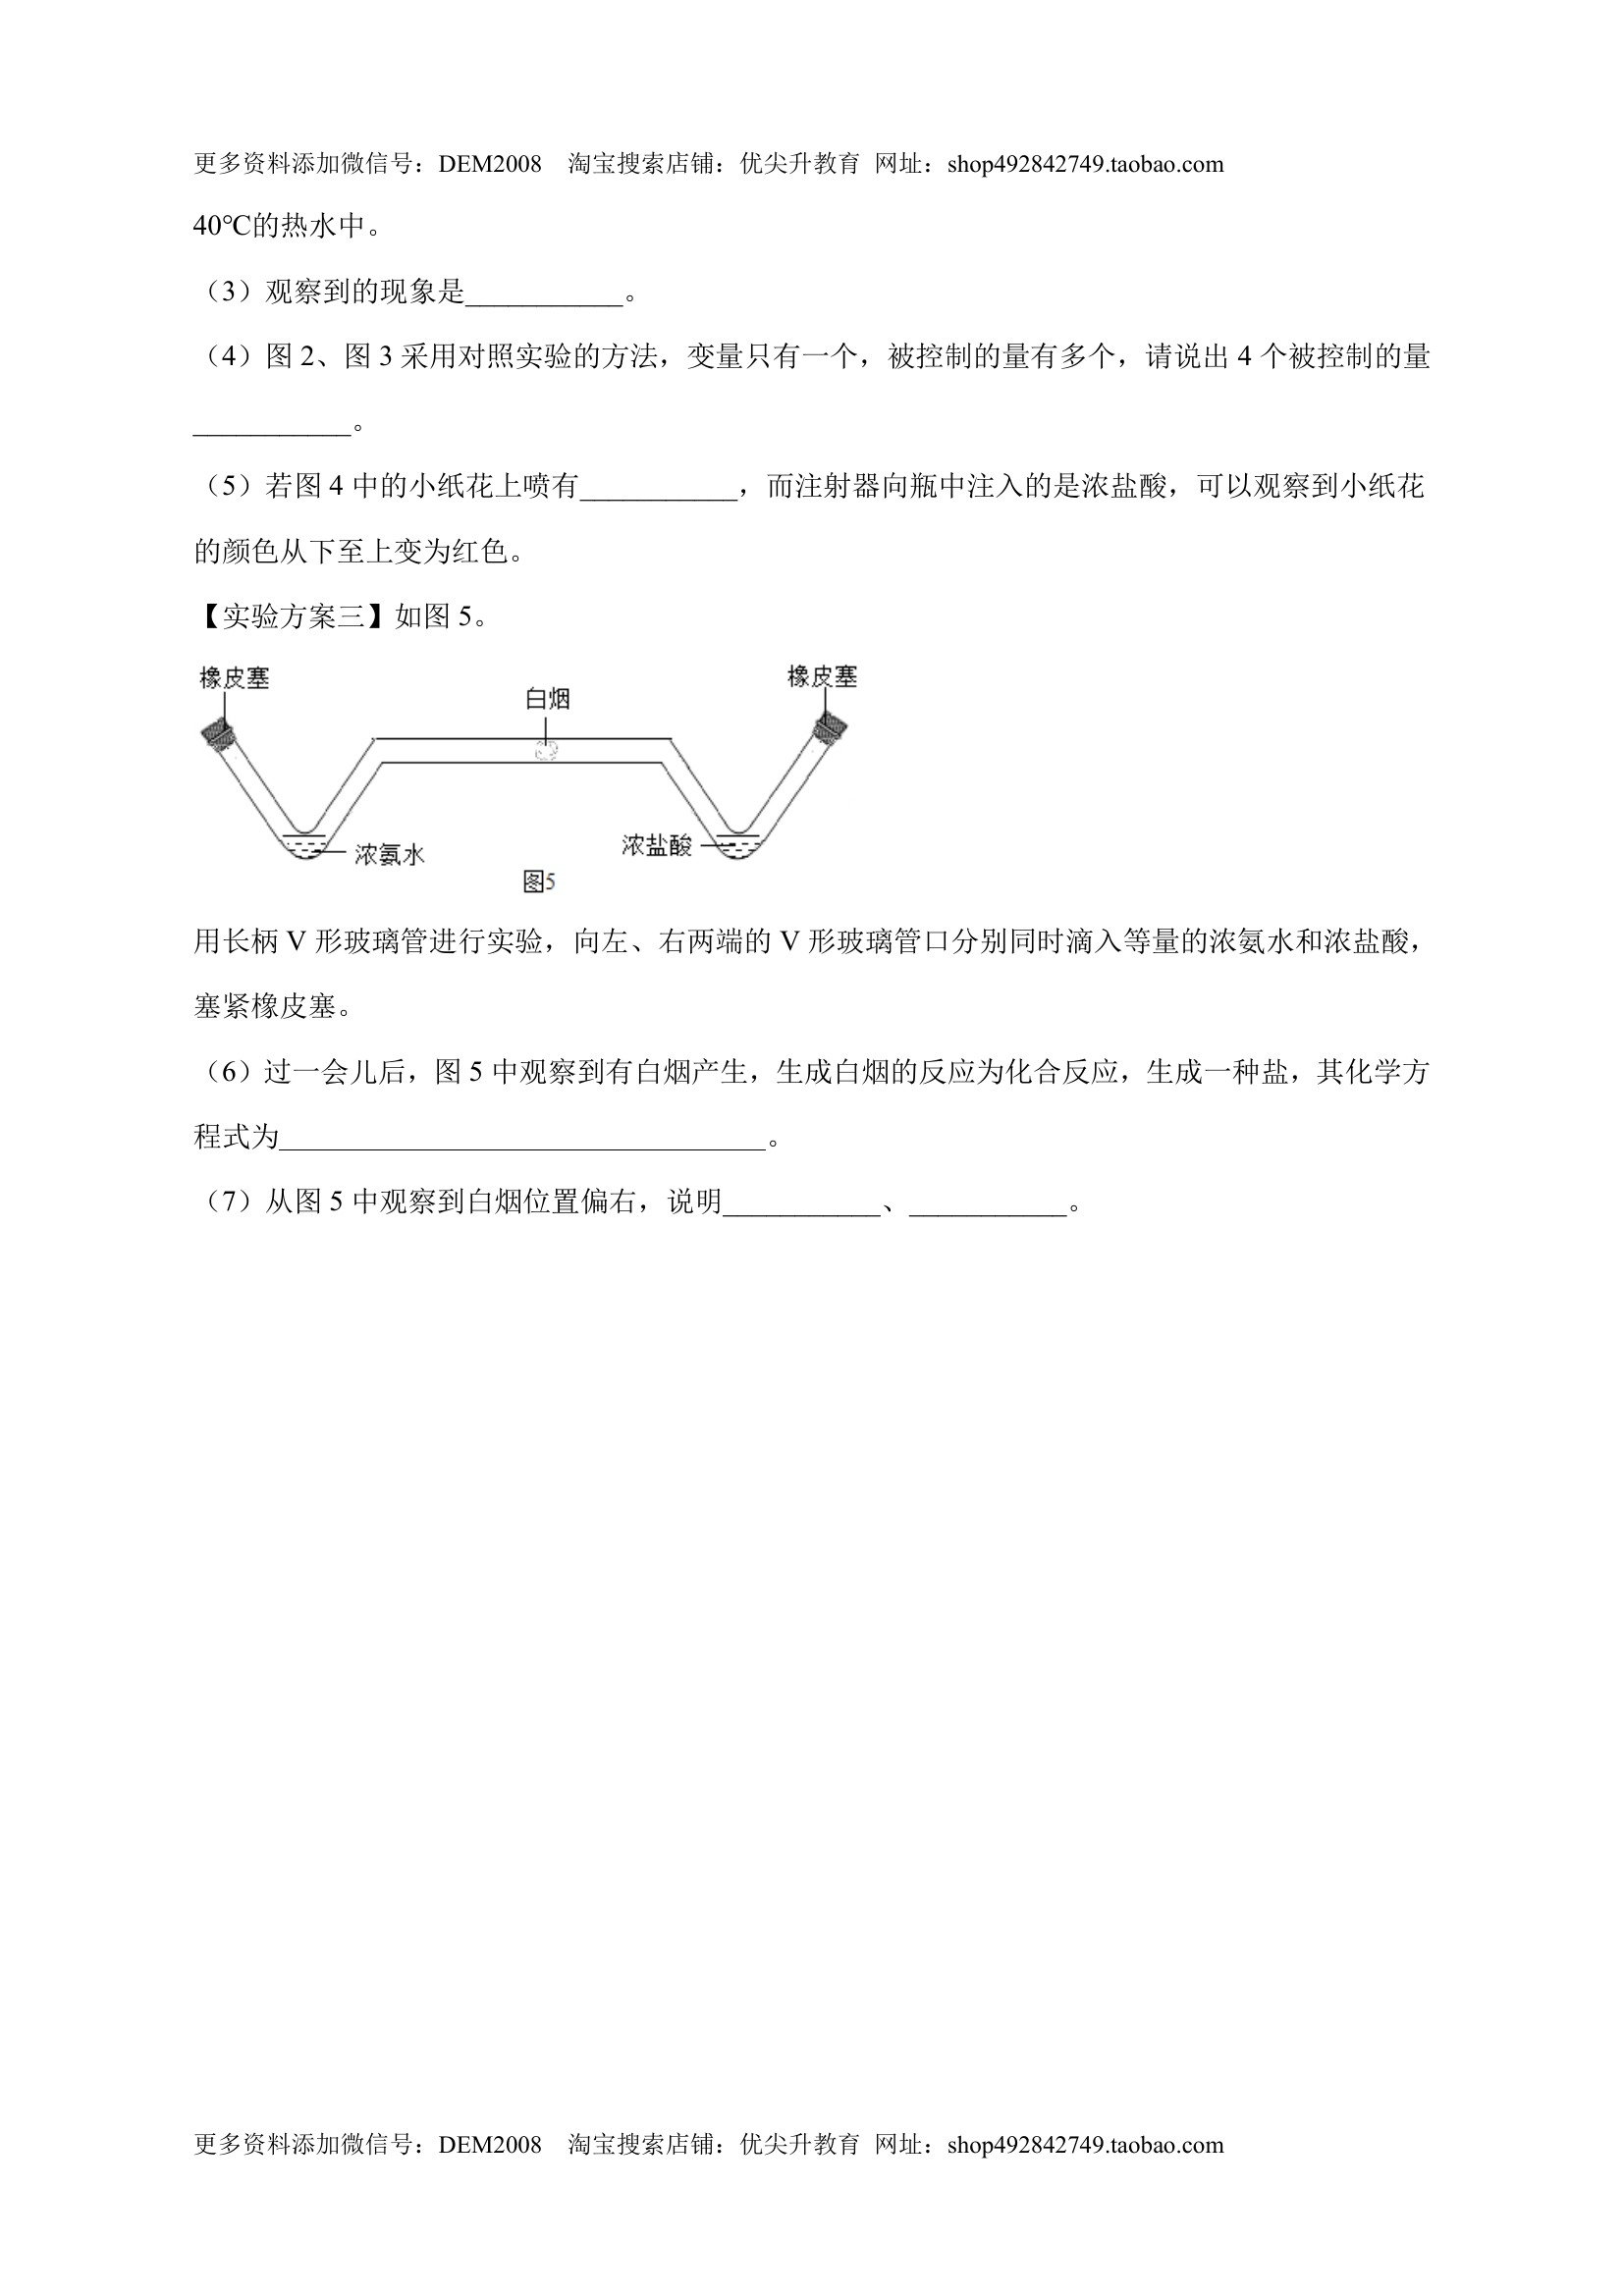 更多资料添加微信号：DEM2008  淘宝搜索店铺：优尖升教育 网址：shop492842749.taobao.com
40℃的热水中。
（3）观察到的现象是___________。
（4）图 2、图 3 采用对照实验的方法，变量只有一个，被控制的量有多个，请说出 4 个被控制的量
___________。
（5）若图 4 中的小纸花上喷有___________，而注射器向瓶中注入的是浓盐酸，可以观察到小纸花
的颜色从下至上变为红色。
【实验方案三】如图 5。
橡皮塞
白烟
橡皮塞
浓氨水
浓盐酸
图5
用长柄 V 形玻璃管进行实验，向左、右两端的 V 形玻璃管口分别同时滴入等量的浓氨水和浓盐酸，
塞紧橡皮塞。
（6）过一会儿后，图 5 中观察到有白烟产生，生成白烟的反应为化合反应，生成一种盐，其化学方
程式为__________________________________。
（7）从图 5 中观察到白烟位置偏右，说明___________、___________。
更多资料添加微信号：DEM2008  淘宝搜索店铺：优尖升教育 网址：shop492842749.taobao.com